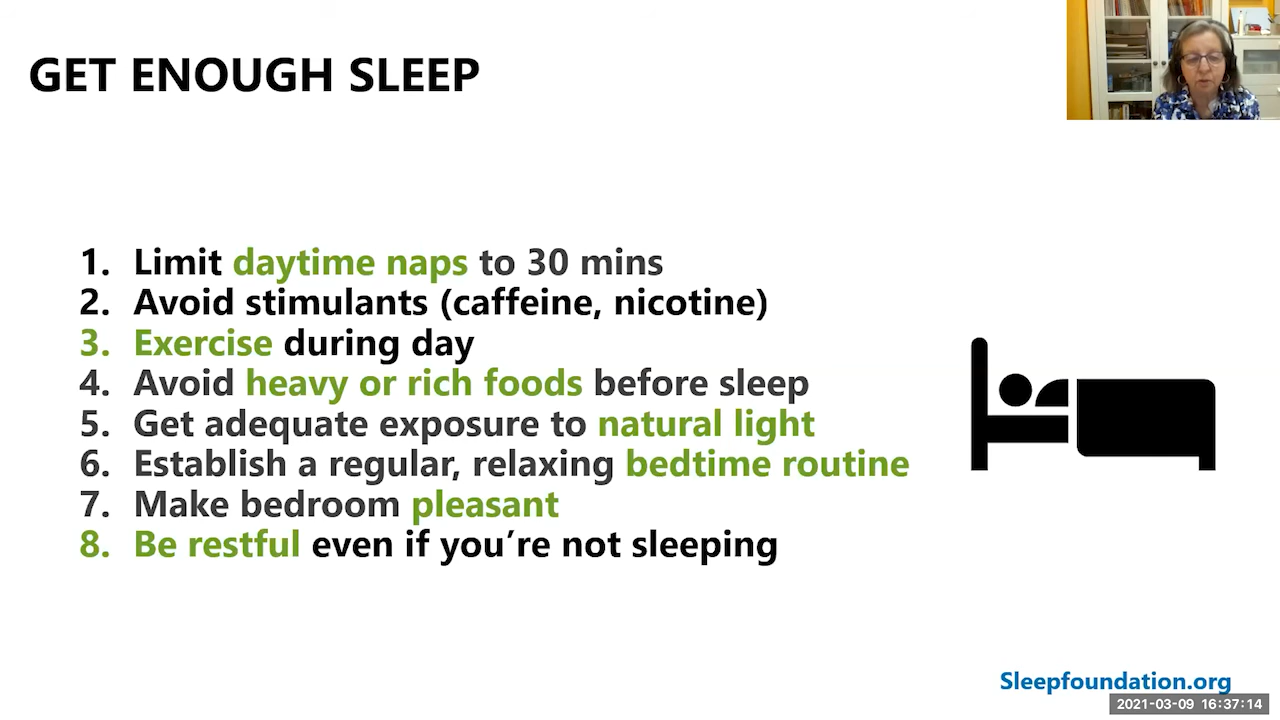 GET ENOUGH SLEEP
1. Limit daytime naps to 30 mins
2. Avoid stimulants (caffeine, nicotine)
3. Exercise during day
4. Avoid heavy or rich foods before sleep
5. Get adequate exposure to natural light
6. Establish a regular, relaxing bedtime routine
7. Make bedroom pleasant
8. Be restful even if you’re not sleeping
Sleepfoundation.org
2021-03-09 16:37:14